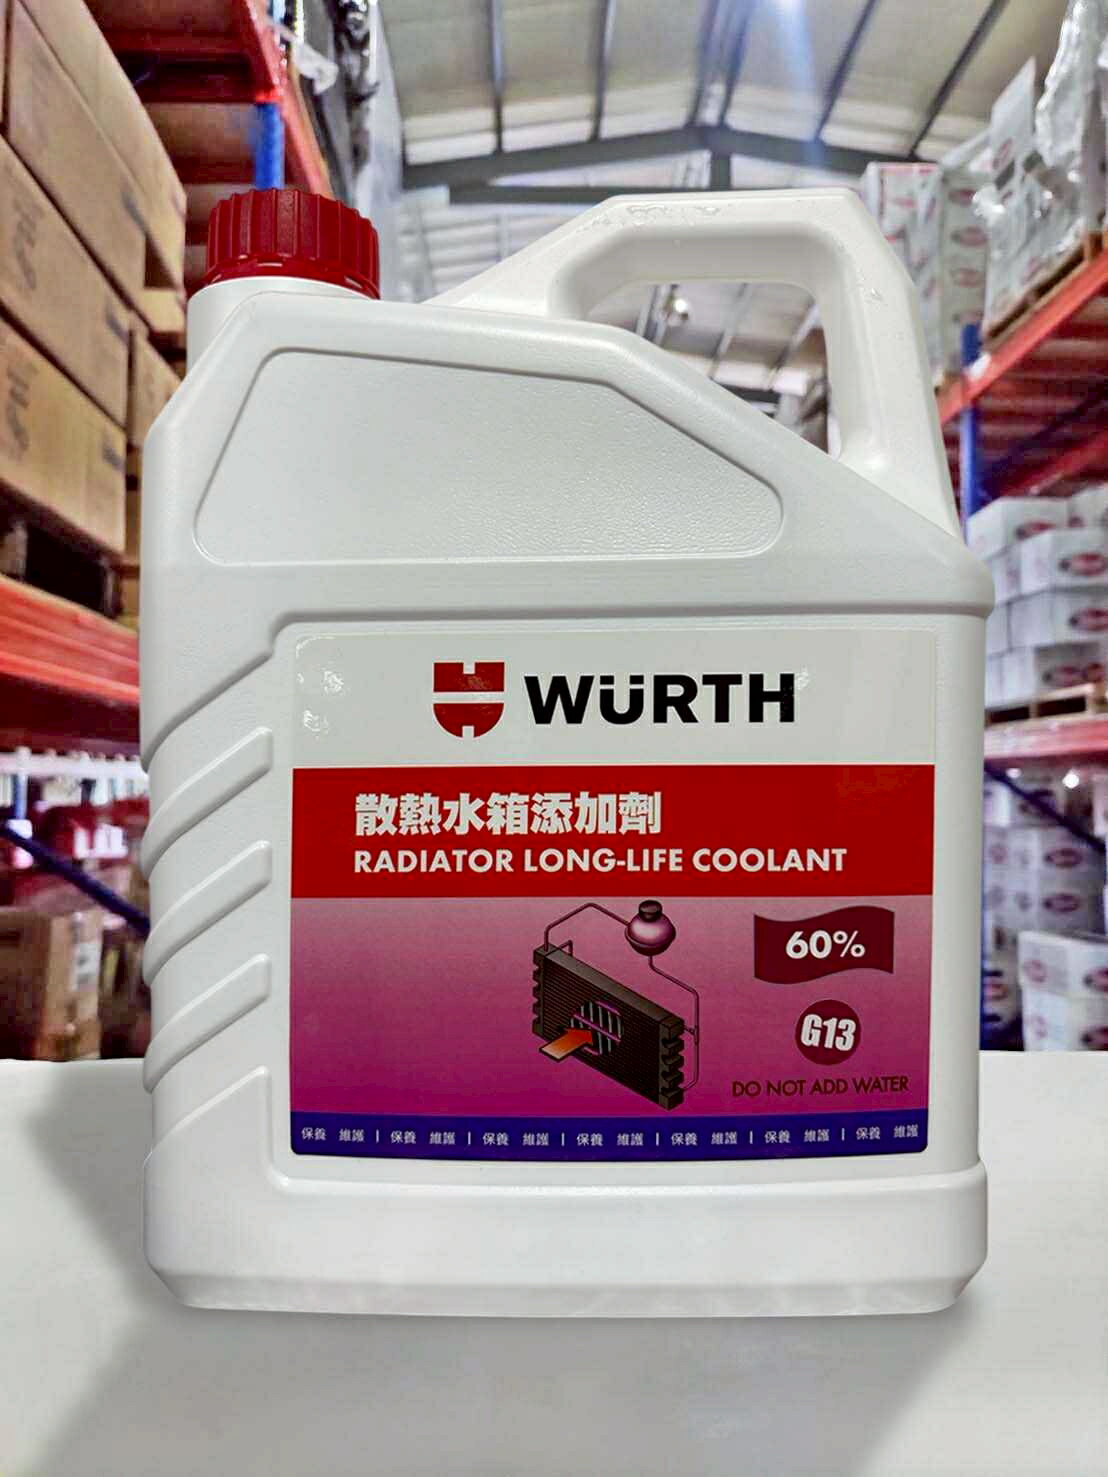 WÜRTH
散熱水箱添加劑
RADIATOR LONG-LIFE COOLANT
60%
G13
DO NOT ADD WATER
保養 維護 | 保養 維護 | 保養 維護 | 保養 維護 | 保養 維護 | 保養 維護 | 保養 維護